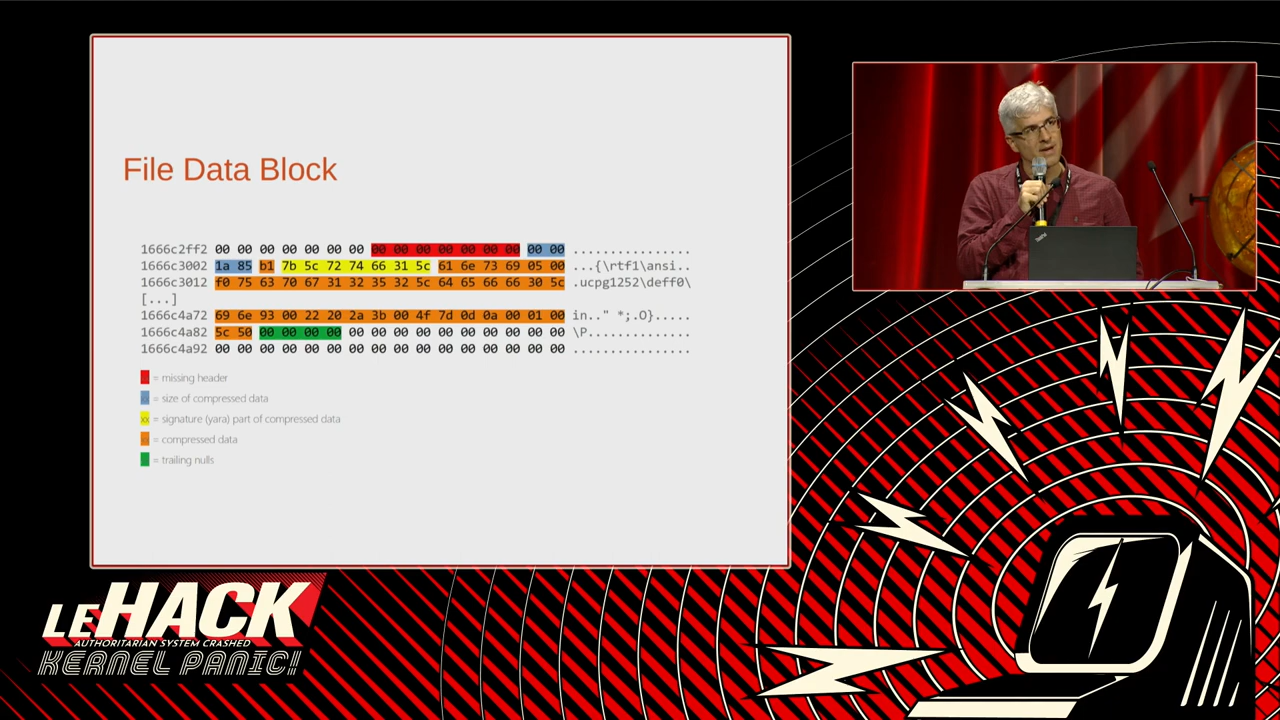 File Data Block
1666c2ff2 00 00 00 00 00 00 00 00 00 00 00 00 00 00 00 00 ................
1666c3002 1a 85 b1 7b 5c 72 74 66 31 5c 61 6e 73 69 05 00 ...{\rtf1\ansi..
1666c3012 f0 75 63 70 67 31 32 35 32 5c 64 65 66 66 30 5c .ucpg1252\deff0\
[...]
1666c4a72 69 6e 93 00 22 20 2a 3b 00 4f 7d 0d 0a 00 01 00 in.." *;.O}.....
1666c4a82 5c 50 00 00 00 00 00 00 00 00 00 00 00 00 00 00 \P..............
1666c4a92 00 00 00 00 00 00 00 00 00 00 00 00 00 00 00 00 ................
= missing header
xx = size of compressed data
xx = signature (yara) part of compressed data
xx = compressed data
= trailing nulls
LEHACK
AUTHORITARIAN SYSTEM CRASHED
KERNEL PANIC!